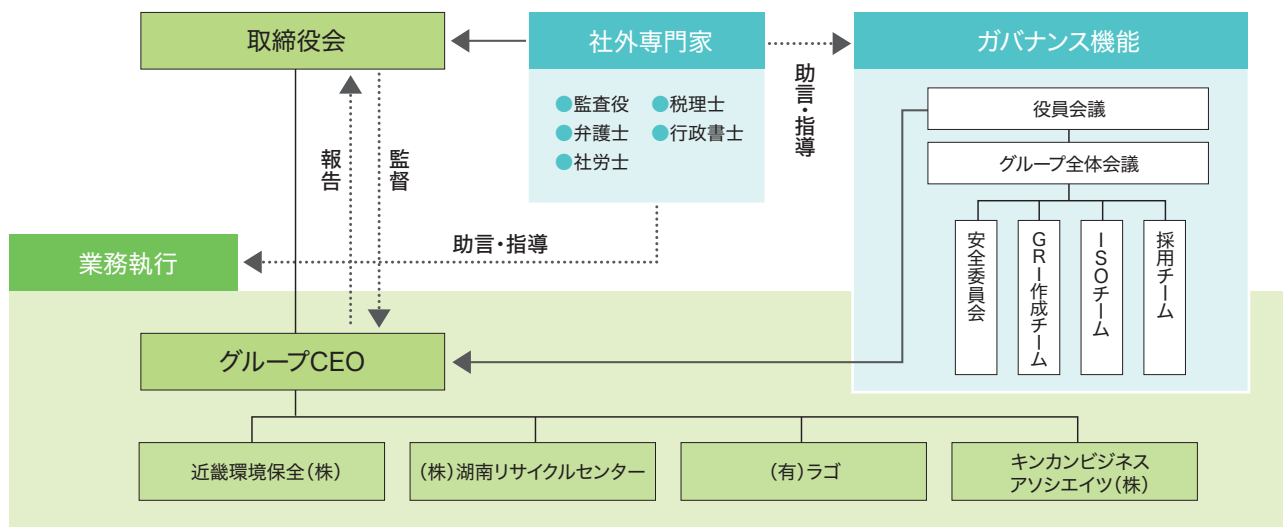 取締役会
社外専門家
ガバナンス機能
助言・指導
●監査役 ●税理士
●弁護士 ●行政書士
●社労士
役員会議
グループ全体会議
安全委員会
GRI作成チーム
ISOチーム
採用チーム
報告
監督
助言・指導
業務執行
グループCEO
近畿環境保全(株)
(株)湖南リサイクルセンター
(有)ラゴ
キンカンビジネス
アソシエイツ(株)